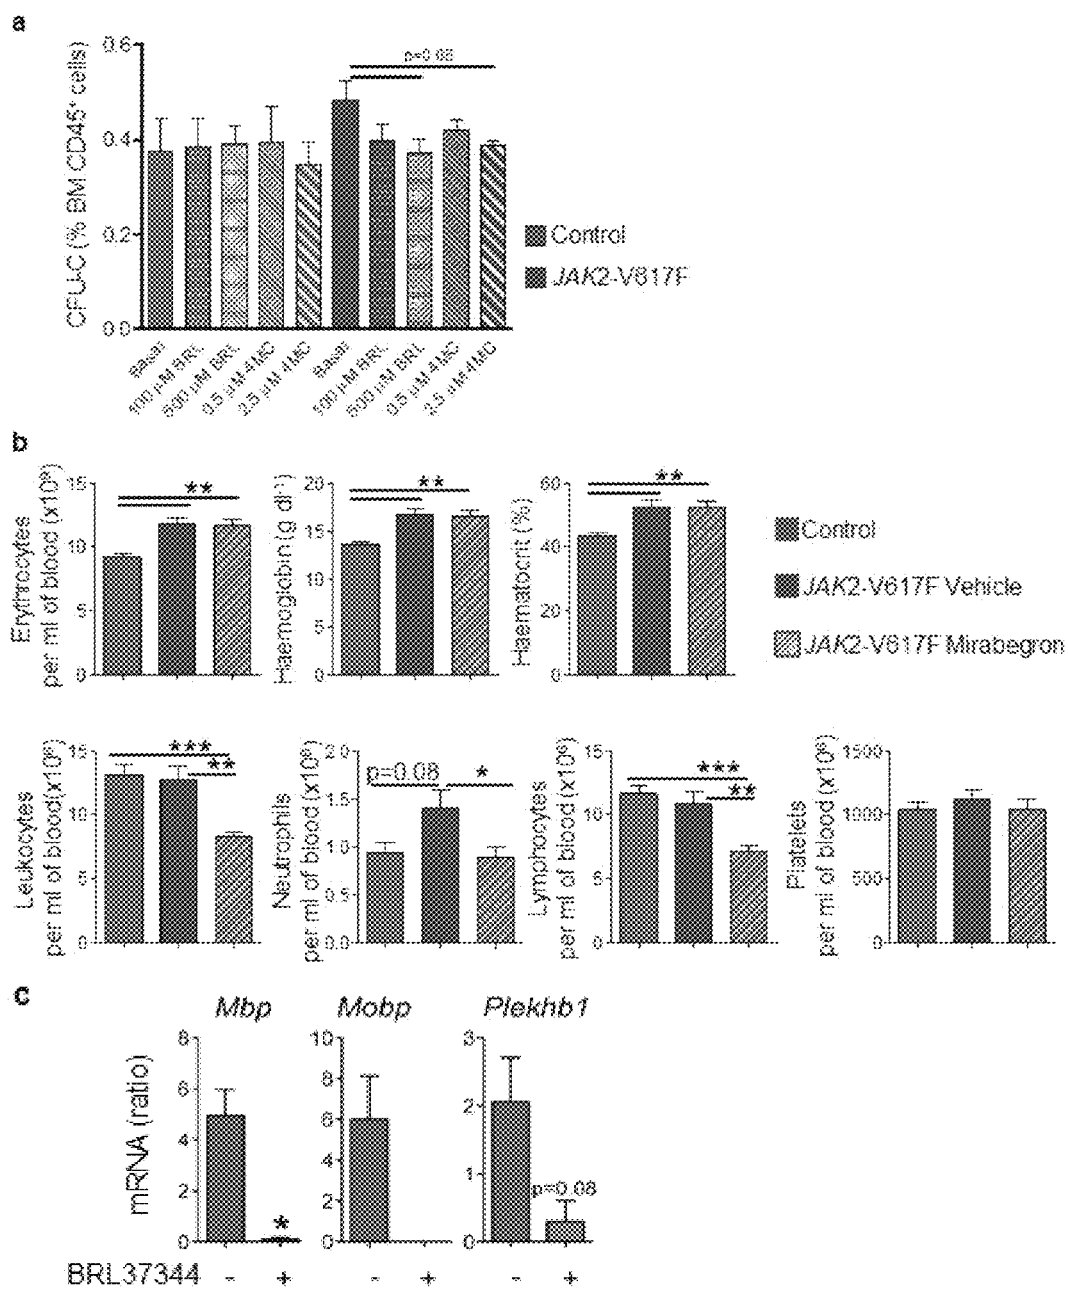 a
CFU-C (% BM CD45+ cells)
0.6
0.4
0.2
0.0
Basal
100 µM BRL
500 µM BRL
0.5 µM 4MC
2.5 µM 4MC
Basal
100 µM BRL
500 µM BRL
0.5 µM 4MC
2.5 µM 4MC
Control
JAK2-V617F
b
Erythrocytes
per ml of blood (x10
15
10
5
0
**
Haemoglobin (g dl-1)
20
15
10
5
0
**
Haematocrit (%)
60
40
20
0
**
Control
JAK2-V617F Vehicle
JAK2-V617F Mirabegron
Leukocytes
per ml of blood(x10⁶)
15
10
5
0
***
**
Neutrophils
per ml of blood(x10⁶)
2.0
1.5
1.0
0.5
0.0
p=0.08
*
Lymphocytes
per ml of blood (x10⁶)
15
10
5
0
***
**
Platelets
per ml of blood (x10⁶)
1500
1000
500
0
c
mRNA (ratio)
Mbp
8
6
4
2
0
*
Mobp
10
8
6
4
2
0
Plekhb1
3
2
1
0
p=0.08
BRL37344 - + - + - +